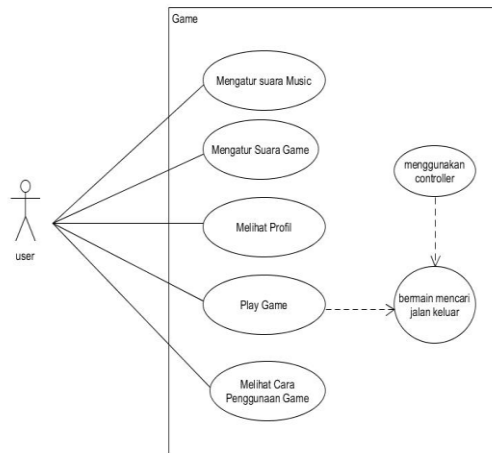 Game
Mengatur suara Music
Mengatur Suara Game
menggunakan
controller
Melihat Profil
user
Play Game
bermain mencari
jalan keluar
Melihat Cara
Penggunaan Game